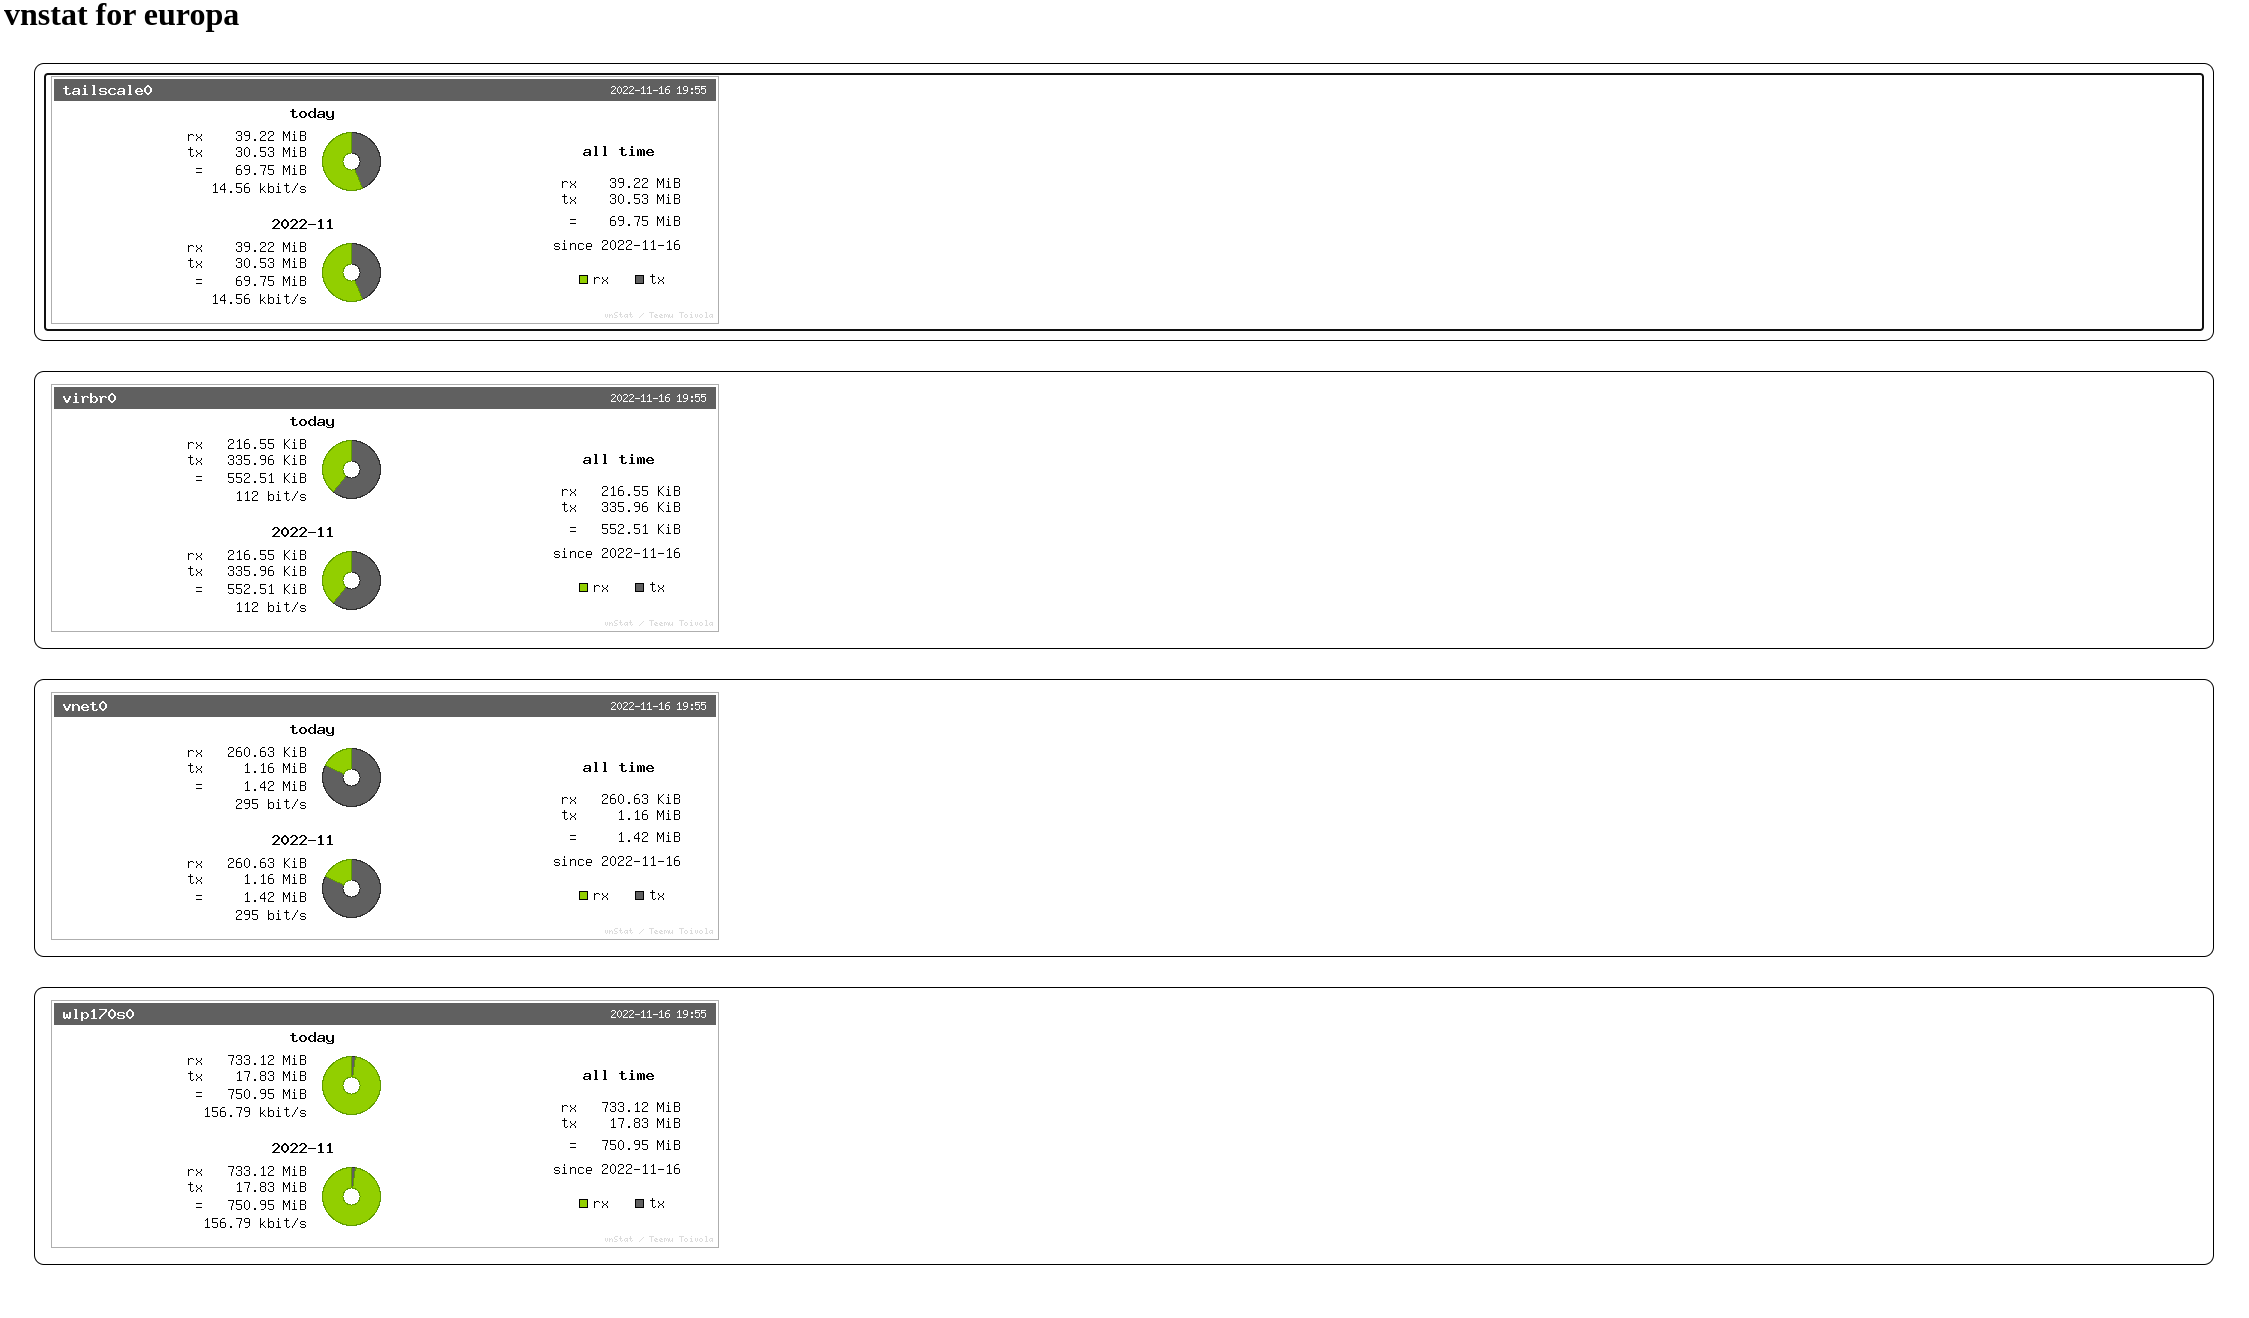 vnstat for europa
tailscale0 2022-11-16 19:55
today
rx 39.22 MiB
tx 30.53 MiB
= 69.75 MiB
14.56 kbit/s
2022-11
rx 39.22 MiB
tx 30.53 MiB
= 69.75 MiB
14.56 kbit/s
all time
rx 39.22 MiB
tx 30.53 MiB
= 69.75 MiB
since 2022-11-16
rx tx
vnStat / Teemu Toivola
virbr0 2022-11-16 19:55
today
rx 216.55 KiB
tx 335.96 KiB
= 552.51 KiB
112 bit/s
2022-11
rx 216.55 KiB
tx 335.96 KiB
= 552.51 KiB
112 bit/s
all time
rx 216.55 KiB
tx 335.96 KiB
= 552.51 KiB
since 2022-11-16
rx tx
vnStat / Teemu Toivola
vnet0 2022-11-16 19:55
today
rx 260.63 KiB
tx 1.16 MiB
= 1.42 MiB
295 bit/s
2022-11
rx 260.63 KiB
tx 1.16 MiB
= 1.42 MiB
295 bit/s
all time
rx 260.63 KiB
tx 1.16 MiB
= 1.42 MiB
since 2022-11-16
rx tx
vnStat / Teemu Toivola
wlp170s0 2022-11-16 19:55
today
rx 733.12 MiB
tx 17.83 MiB
= 750.95 MiB
156.79 kbit/s
2022-11
rx 733.12 MiB
tx 17.83 MiB
= 750.95 MiB
156.79 kbit/s
all time
rx 733.12 MiB
tx 17.83 MiB
= 750.95 MiB
since 2022-11-16
rx tx
vnStat / Teemu Toivola